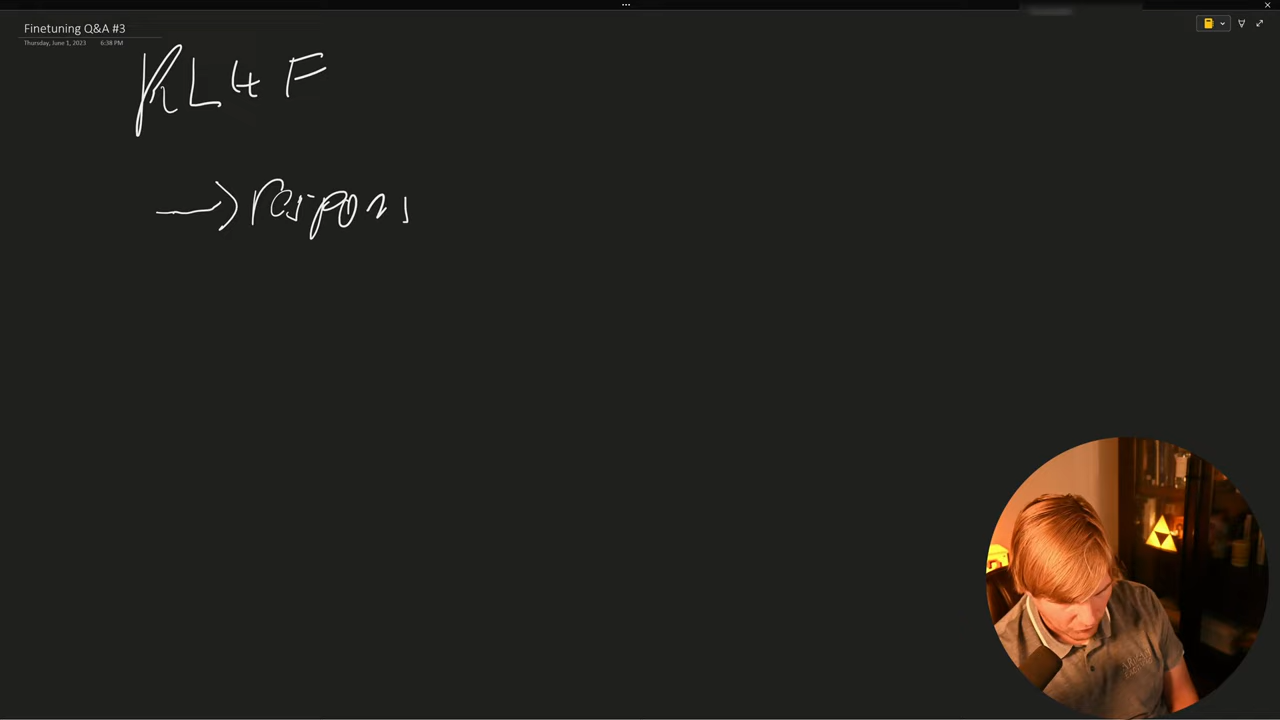 Finetuning Q&A #3
Thursday, June 1, 2023 6:38 PM
RL4F
→respons